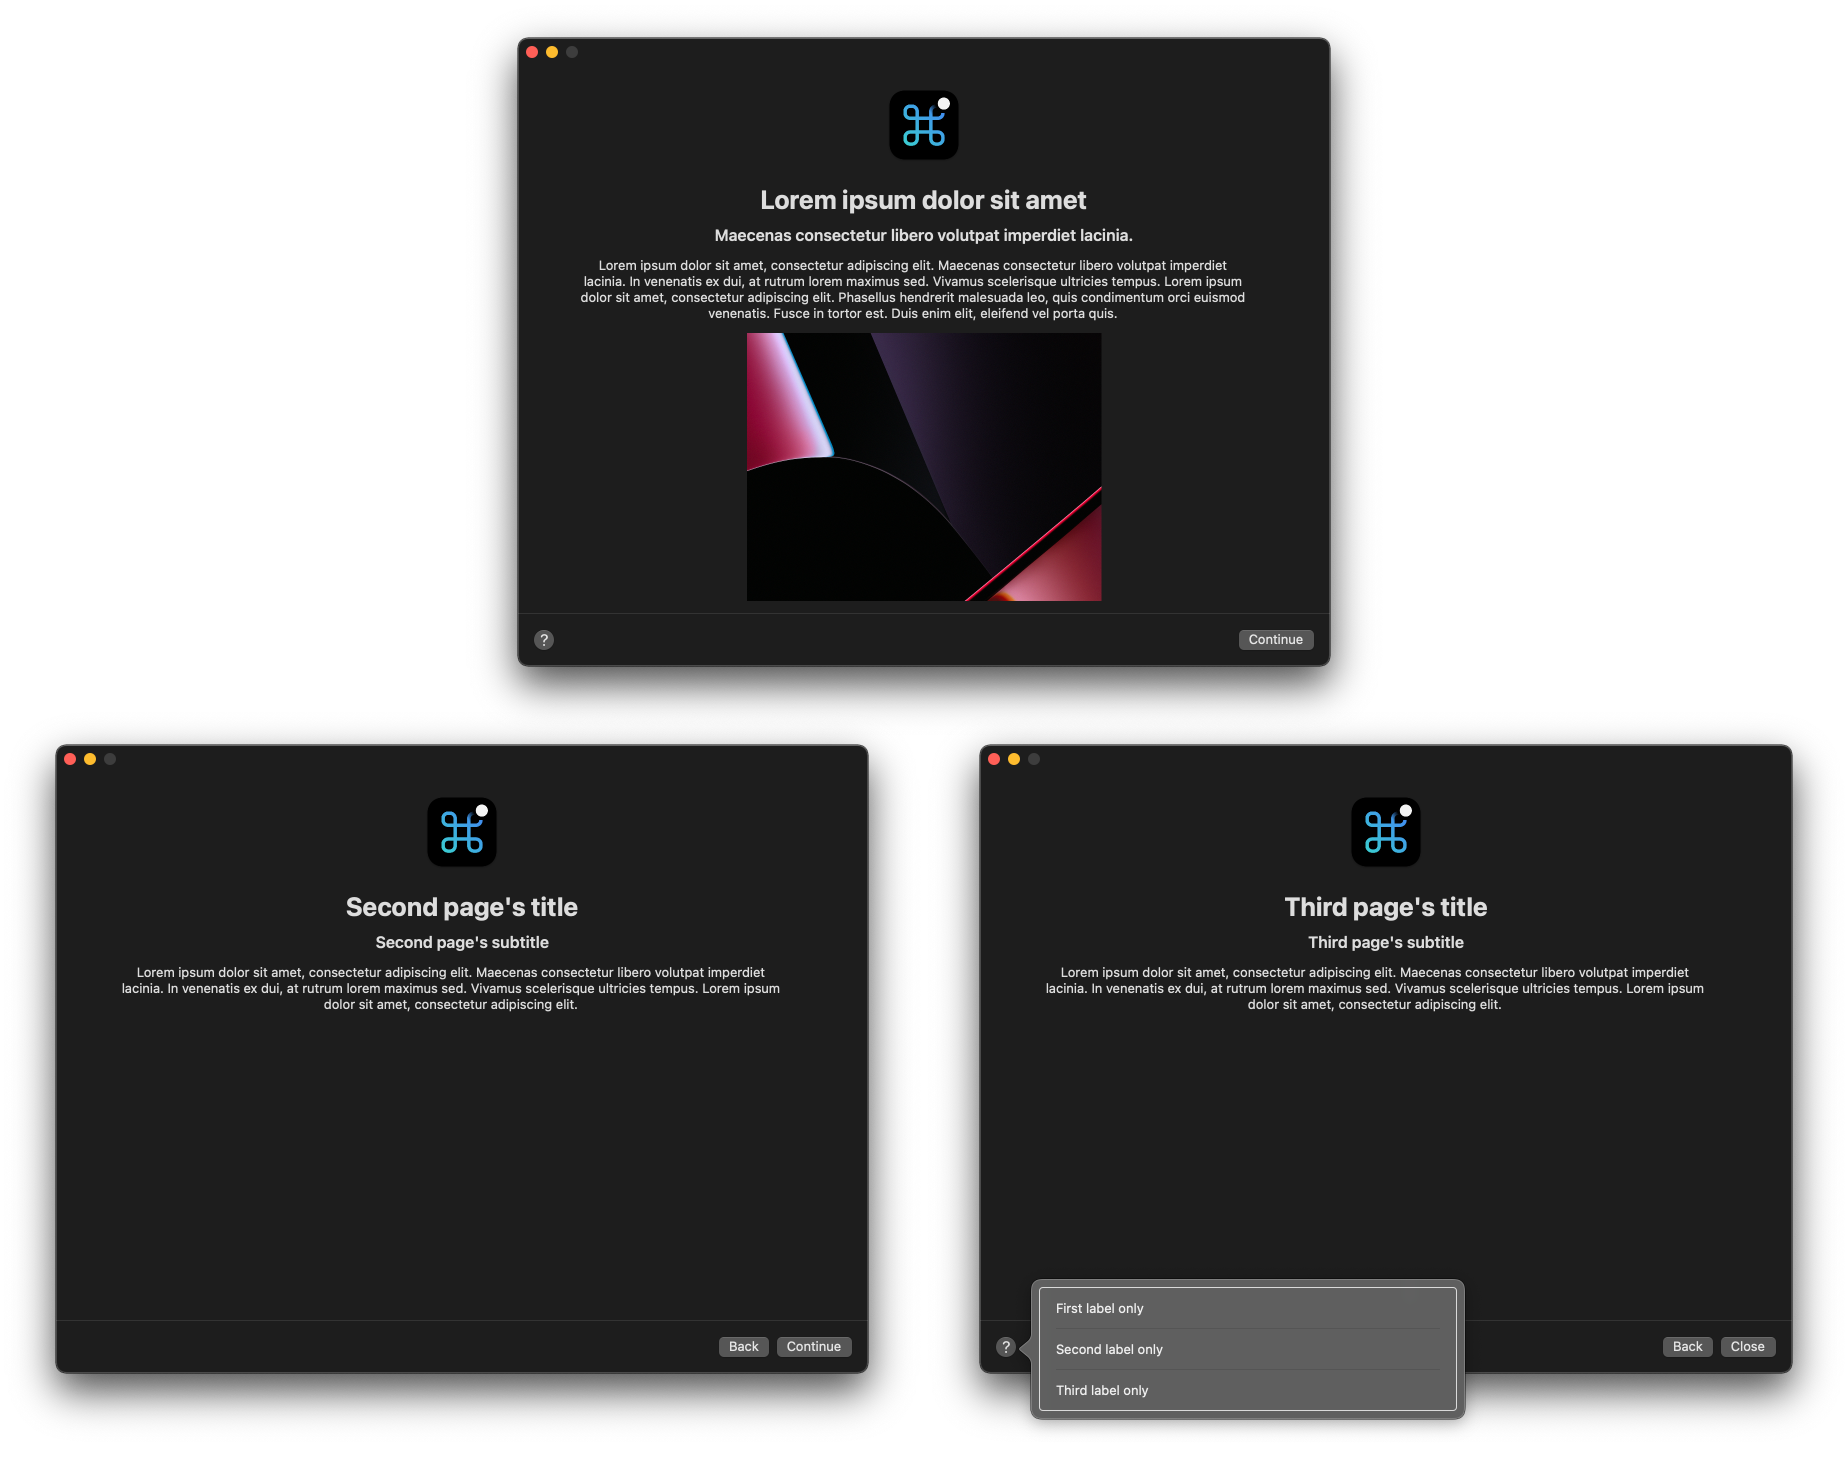 Lorem ipsum dolor sit amet
Maecenas consectetur libero volutpat imperdiet lacinia.
Lorem ipsum dolor sit amet, consectetur adipiscing elit. Maecenas consectetur libero volutpat imperdiet
lacinia. In venenatis ex dui, at rutrum lorem maximus sed. Vivamus scelerisque ultricies tempus. Lorem ipsum
dolor sit amet, consectetur adipiscing elit. Phasellus hendrerit malesuada leo, quis condimentum orci euismod
venenatis. Fusce in tortor est. Duis enim elit, eleifend vel porta quis.
? Continue
Second page's title
Second page's subtitle
Lorem ipsum dolor sit amet, consectetur adipiscing elit. Maecenas consectetur libero volutpat imperdiet
lacinia. In venenatis ex dui, at rutrum lorem maximus sed. Vivamus scelerisque ultricies tempus. Lorem ipsum
dolor sit amet, consectetur adipiscing elit.
Back Continue
Third page's title
Third page's subtitle
Lorem ipsum dolor sit amet, consectetur adipiscing elit. Maecenas consectetur libero volutpat imperdiet
lacinia. In venenatis ex dui, at rutrum lorem maximus sed. Vivamus scelerisque ultricies tempus. Lorem ipsum
dolor sit amet, consectetur adipiscing elit.
First label only
Second label only
Third label only
? Back Close